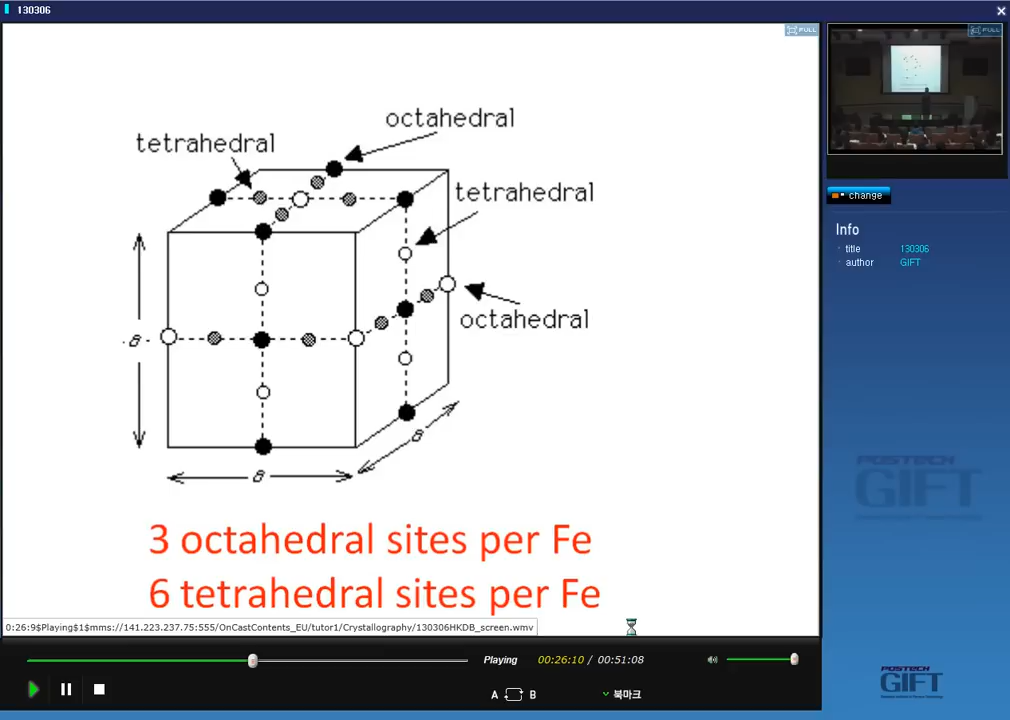 130306
FULL
FULL
octahedral
tetrahedral
tetrahedral
octahedral
a
a
a
3 octahedral sites per Fe
6 tetrahedral sites per Fe
change
Info
title 130306
author GIFT
POSTECH
GIFT
0:26:9$Playing$1$mms://141.223.237.75:555/OnCastContents_EU/tutor1/Crystallography/130306HKDB_screen.wmv
Playing 00:26:10 / 00:51:08
A B 북마크
POSTECH
GIFT